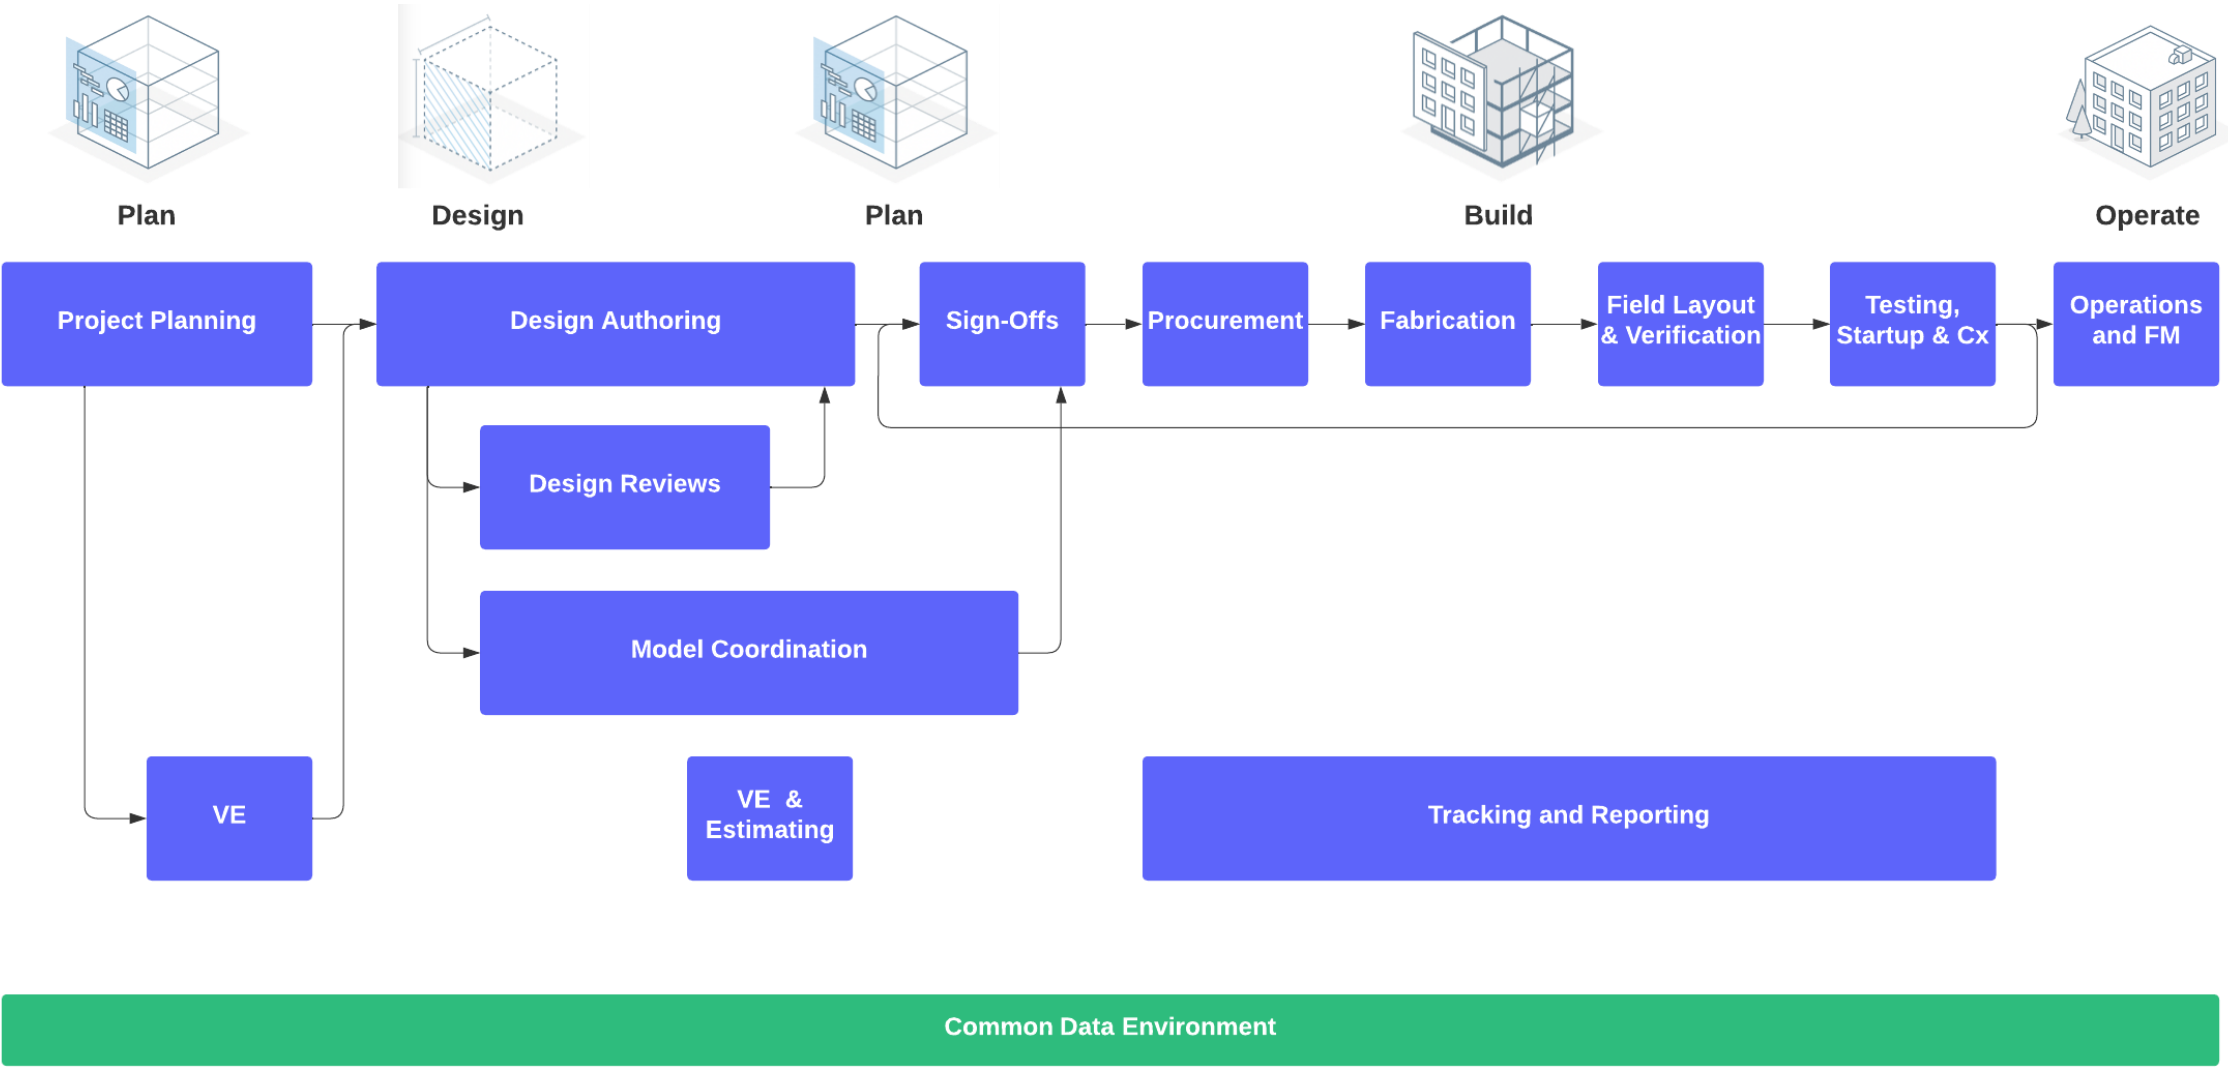 Plan
Design
Plan
Build
Operate
Project Planning
Design Authoring
Sign-Offs
Procurement
Fabrication
Field Layout
& Verification
Testing,
Startup & Cx
Operations
and FM
Design Reviews
Model Coordination
VE
VE  &
Estimating
Tracking and Reporting
Common Data Environment